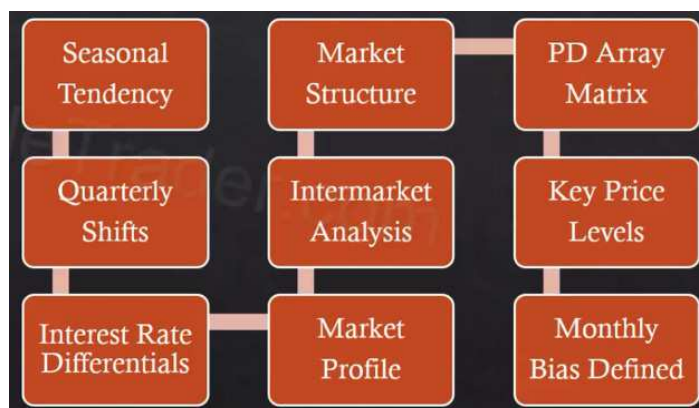 Seasonal
Tendency
Quarterly
Shifts
Interest Rate
Differentials
Market
Profile
Intermarket
Analysis
Market
Structure
PD Array
Matrix
Key Price
Levels
Monthly
Bias Defined